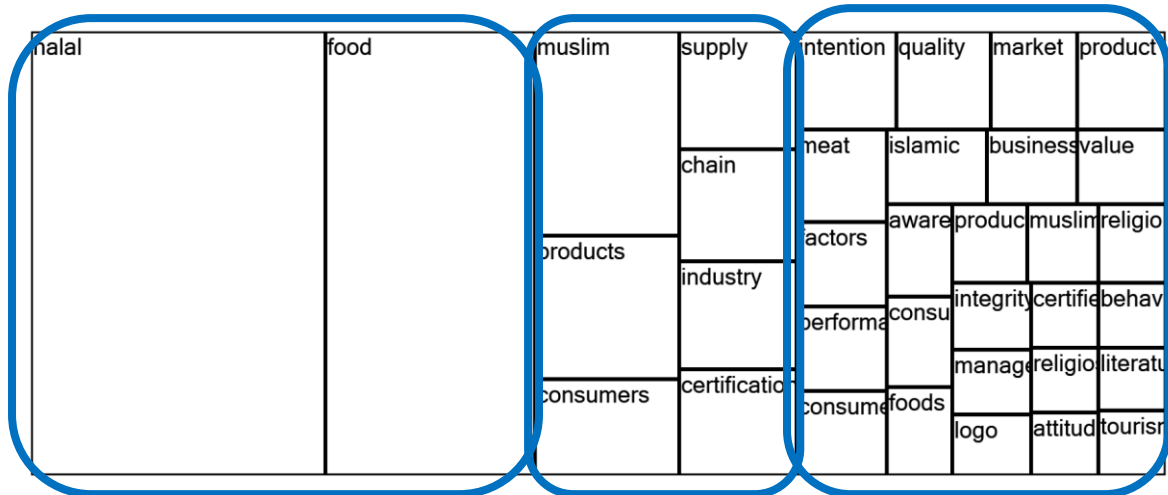 halal
food
muslim
products
consumers
supply
chain
industry
certificatio
intention
quality
market
product
meat
factors
performa
consume
islamic
business
value
aware
consu
foods
produc
muslim
religio
integrity
certifie
behav
manage
religio
literatu
logo
attitud
tourisr